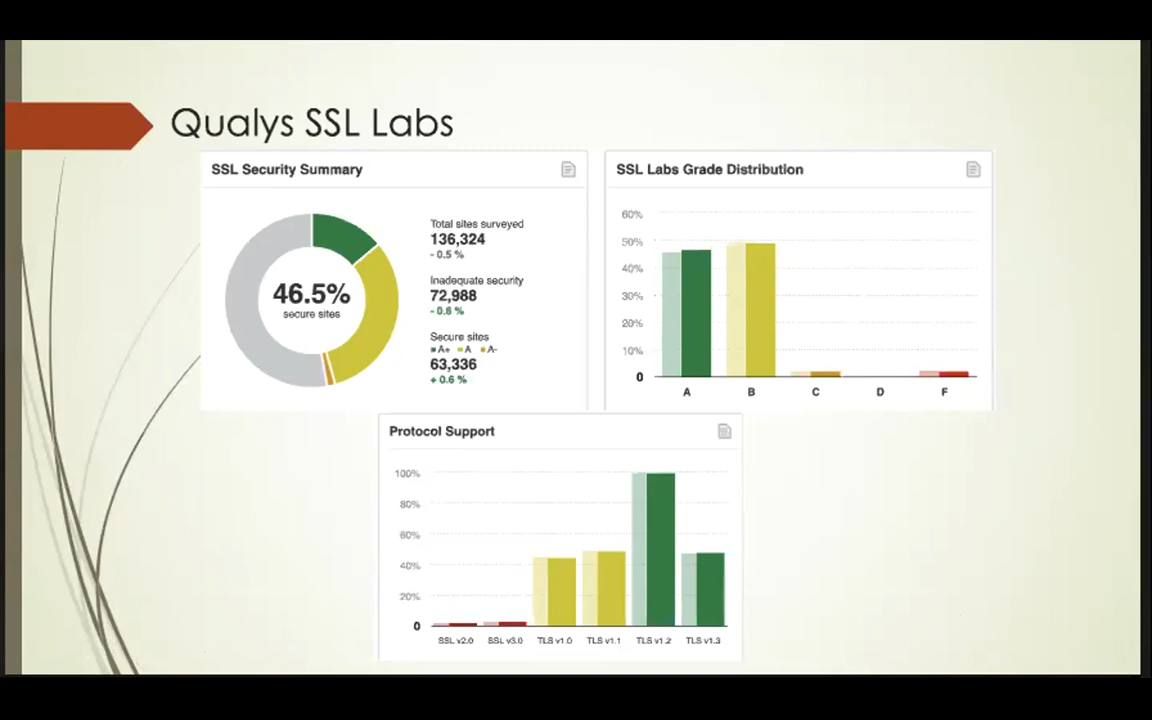 Qualys SSL Labs
SSL Security Summary
46.5%
secure sites
Total sites surveyed
136,324
- 0.5 %
Inadequate security
72,988
- 0.6 %
Secure sites
A+ A A-
63,336
+ 0.6 %
SSL Labs Grade Distribution
60%
50%
40%
30%
20%
10%
0
A B C D F
Protocol Support
100%
80%
60%
40%
20%
0
SSL v2.0 SSL v3.0 TLS v1.0 TLS v1.1 TLS v1.2 TLS v1.3